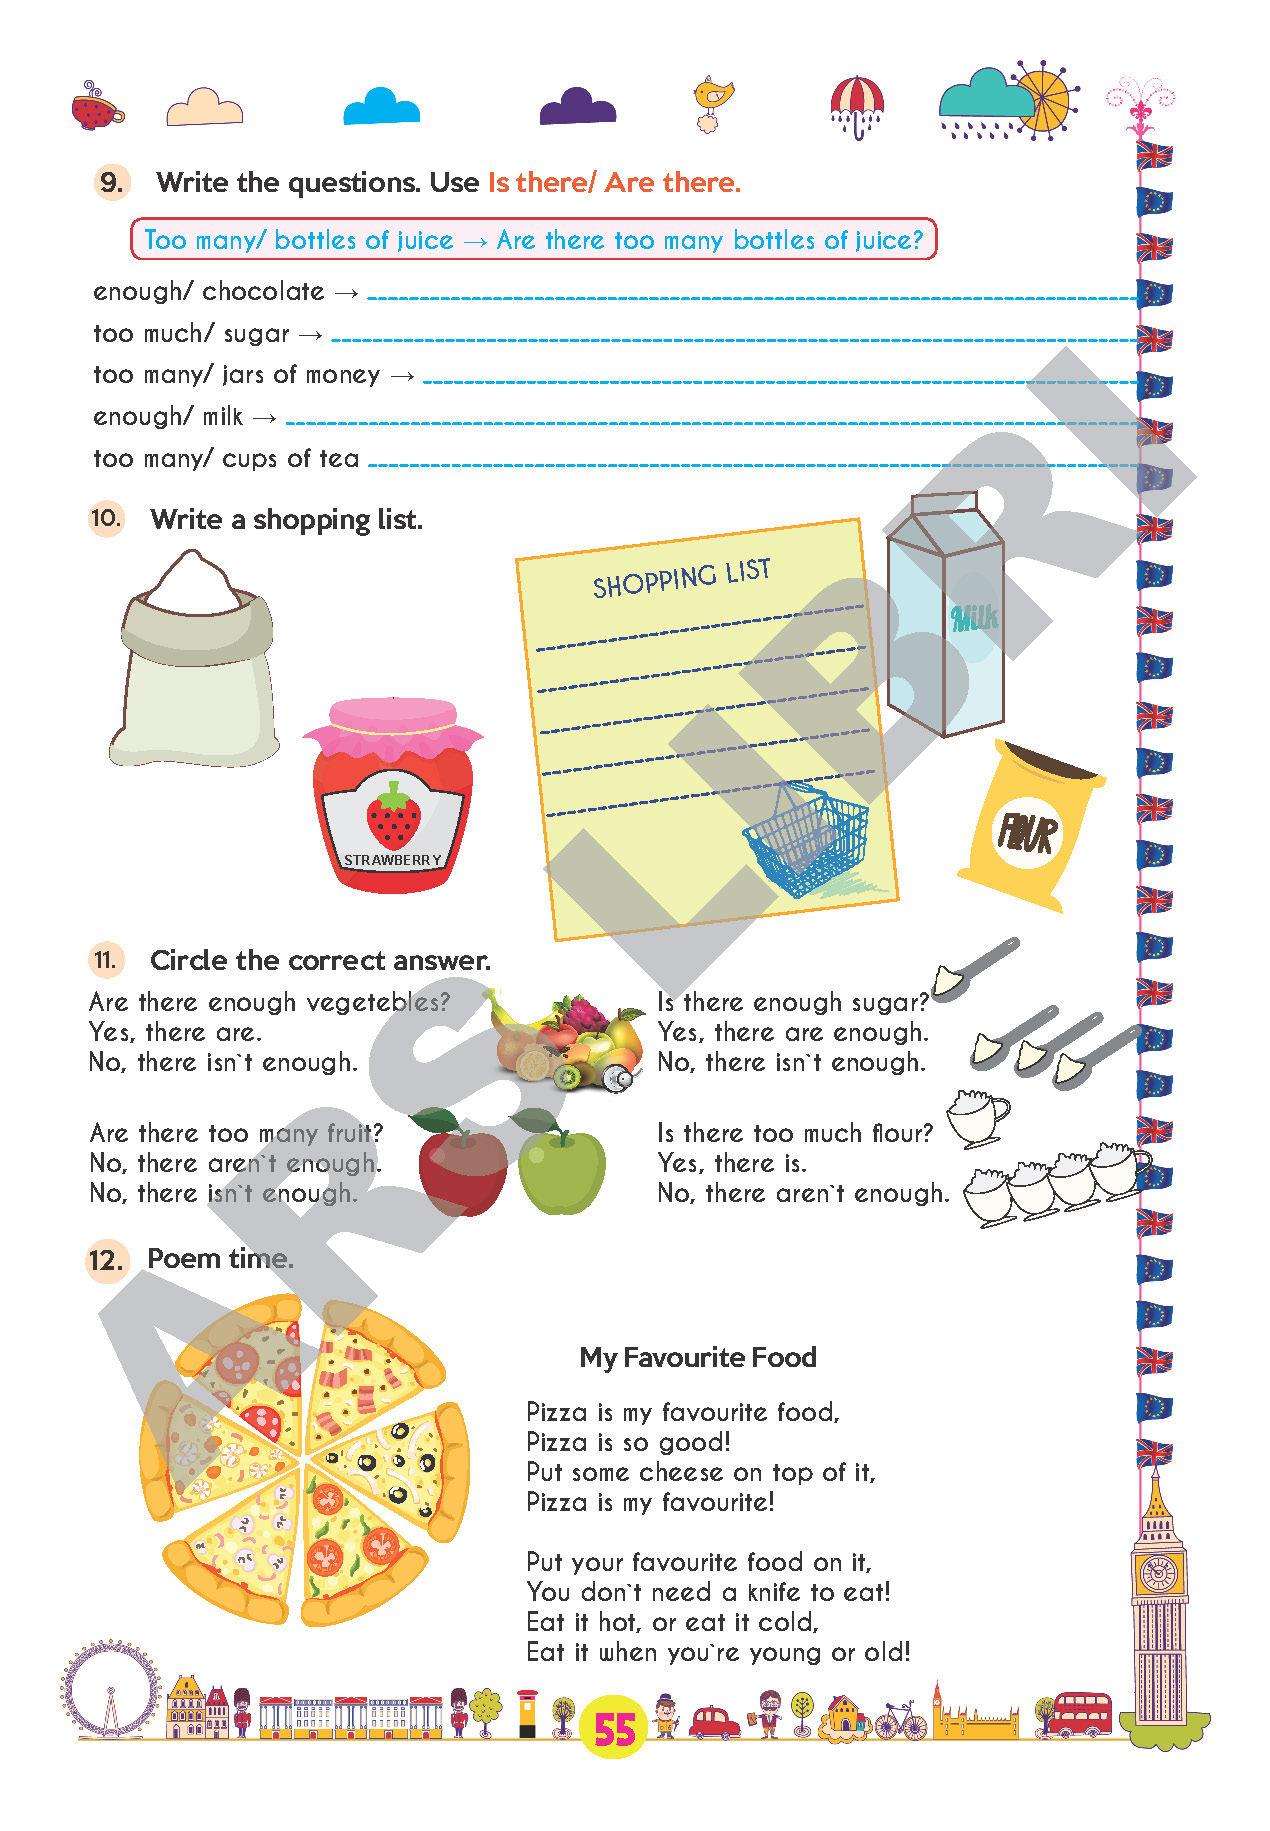 9. Write the questions. Use Is there/ Are there.
Too many/ bottles of juice → Are there too many bottles of juice?
enough/ chocolate →
too much/ sugar →
too many/ jars of money →
enough/ milk →
too many/ cups of tea
10. Write a shopping list.
SHOPPING LIST
Milk
STRAWBERRY
FLOUR
11. Circle the correct answer.
Are there enough vegetebles?
Yes, there are.
No, there isn`t enough.
Is there enough sugar?
Yes, there are enough.
No, there isn`t enough.
Are there too many fruit?
No, there aren`t enough.
No, there isn`t enough.
Is there too much flour?
Yes, there is.
No, there aren`t enough.
12. Poem time.
My Favourite Food
Pizza is my favourite food,
Pizza is so good!
Put some cheese on top of it,
Pizza is my favourite!
Put your favourite food on it,
You don`t need a knife to eat!
Eat it hot, or eat it cold,
Eat it when you`re young or old!
55
ARS LIBRI